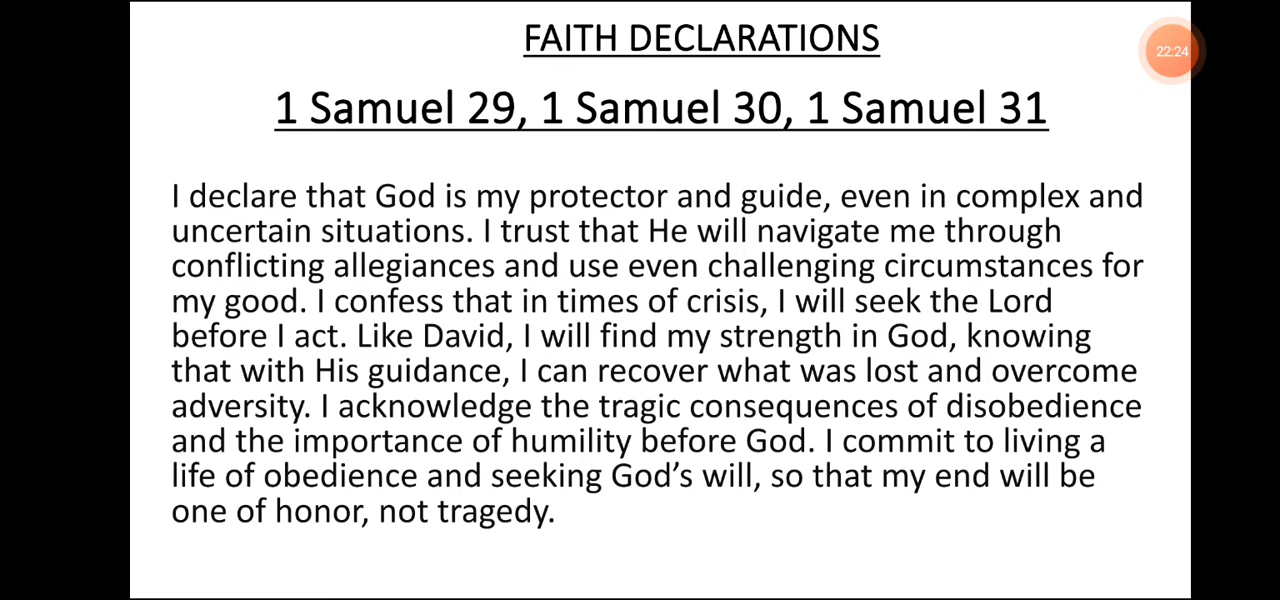 FAITH DECLARATIONS
22:24
1 Samuel 29, 1 Samuel 30, 1 Samuel 31
I declare that God is my protector and guide, even in complex and
uncertain situations. I trust that He will navigate me through
conflicting allegiances and use even challenging circumstances for
my good. I confess that in times of crisis, I will seek the Lord
before I act. Like David, I will find my strength in God, knowing
that with His guidance, I can recover what was lost and overcome
adversity. I acknowledge the tragic consequences of disobedience
and the importance of humility before God. I commit to living a
life of obedience and seeking God’s will, so that my end will be
one of honor, not tragedy.